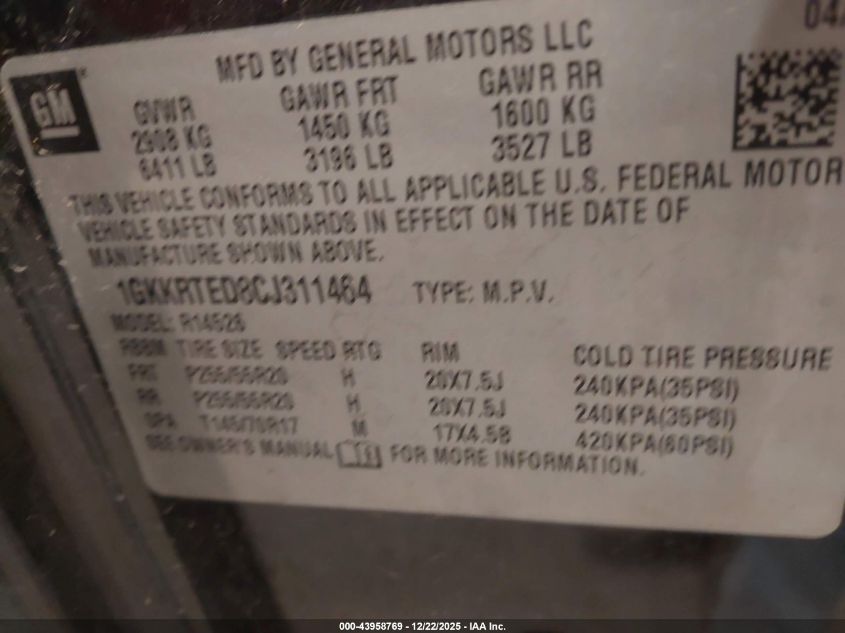 04
MFD BY GENERAL MOTORS LLC
GM
GVWR GAWR FRT GAWR RR
2908 KG 1450 KG 1600 KG
6411 LB 3196 LB 3527 LB
THIS VEHICLE CONFORMS TO ALL APPLICABLE U.S. FEDERAL MOTOR
VEHICLE SAFETY STANDARDS IN EFFECT ON THE DATE OF
MANUFACTURE SHOWN ABOVE.
1GKKRTED8CJ311464 TYPE: M.P.V.
MODEL: R14526
TIRE SIZE SPEED RTG RIM COLD TIRE PRESSURE
FRT P255/55R20 H 20X7.5J 240KPA(35PSI)
RR P255/55R20 H 20X7.5J 240KPA(35PSI)
SPA T145/70R17 M 17X4.5B 420KPA(60PSI)
SEE OWNER'S MANUAL FOR MORE INFORMATION.
000-43958769 - 12/22/2025 - IAA Inc.